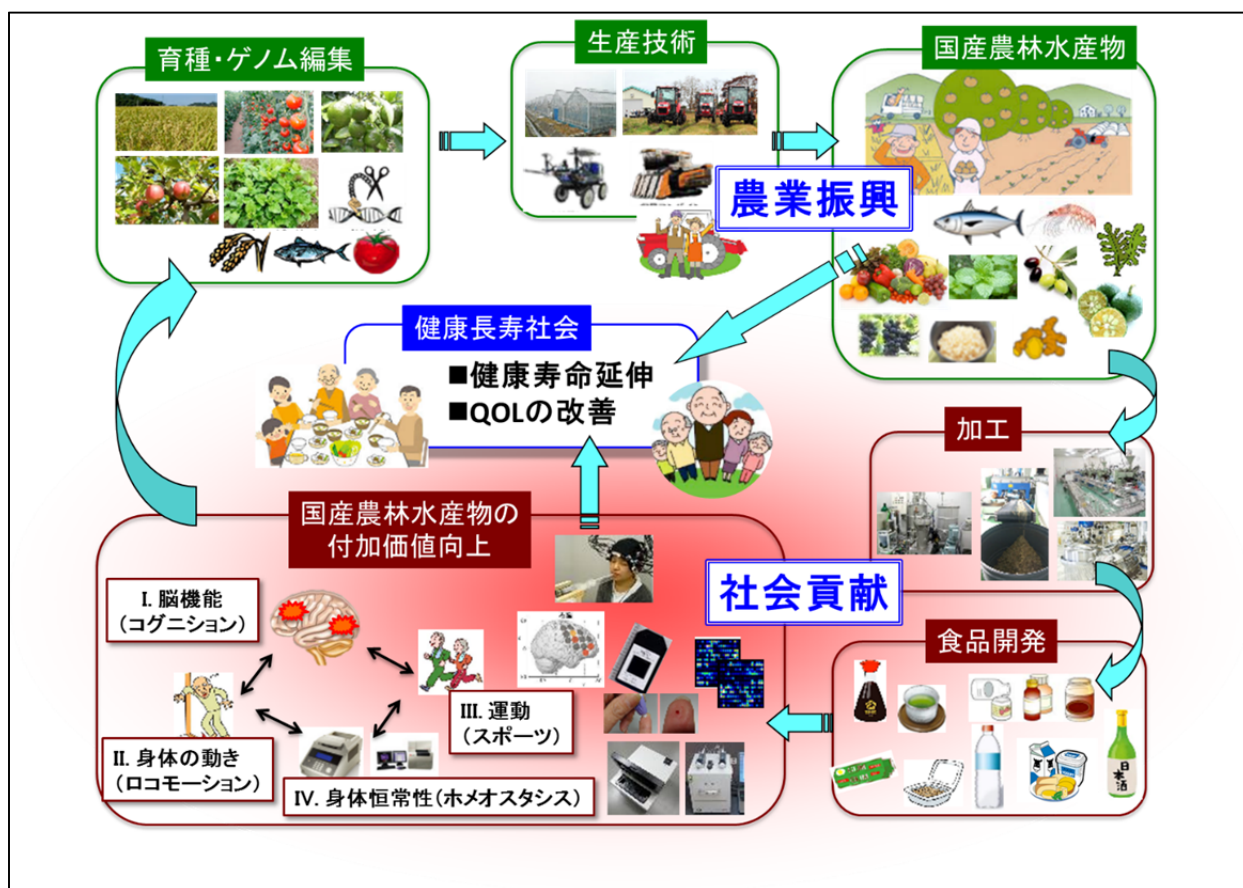 育種・ゲノム編集
生産技術
国産農林水産物
農業振興
健康長寿社会
■健康寿命延伸
■QOLの改善
加工
国産農林水産物の
付加価値向上
社会貢献
食品開発
I. 脳機能
（コグニション）
II. 身体の動き
（ロコモーション）
III. 運動
（スポーツ）
IV. 身体恒常性（ホメオスタシス）
日本酒